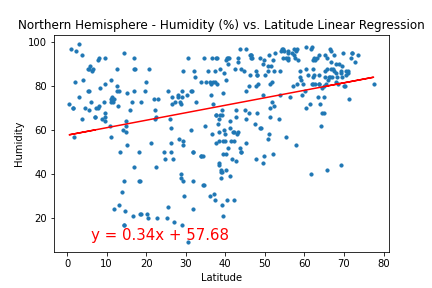 Northern Hemisphere - Humidity (%) vs. Latitude Linear Regression
100
80
60
40
20
Humidity
y = 0.34x + 57.68
0 10 20 30 40 50 60 70 80
Latitude